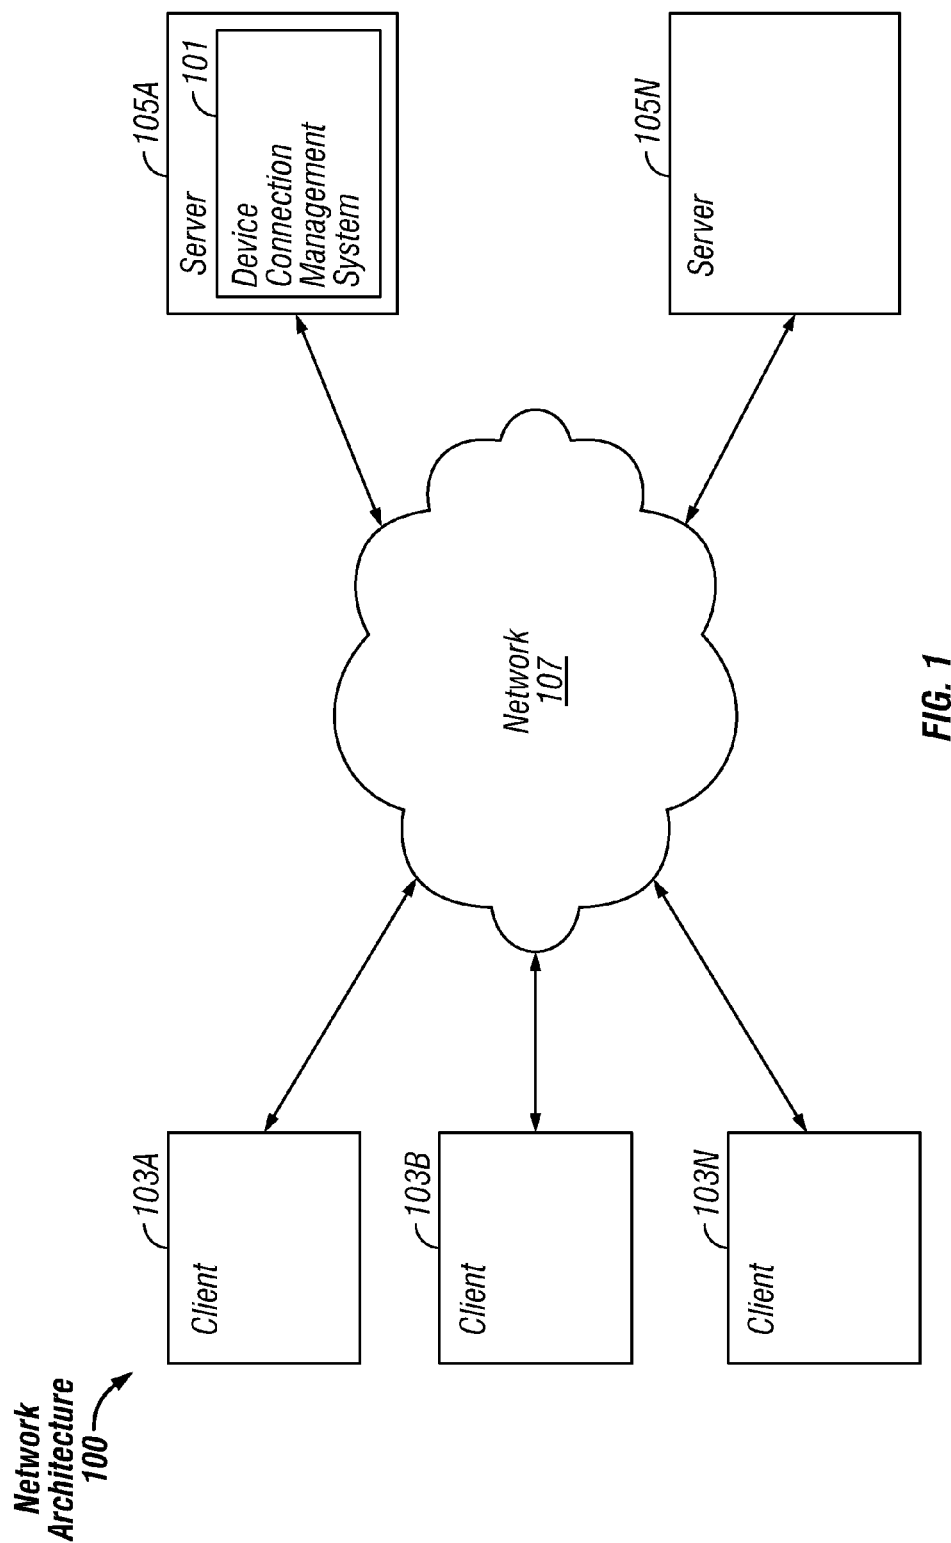 Network
Architecture
100
103A
Client
103B
Client
103N
Client
Network
107
105A
Server
101
Device
Connection
Management
System
105N
Server
FIG. 1